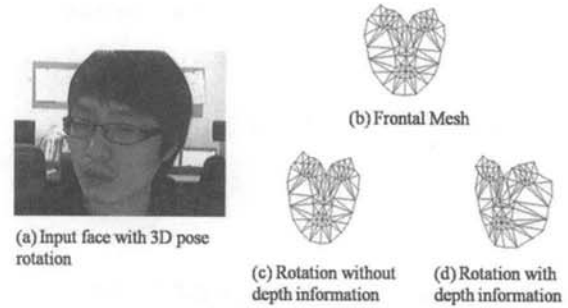 (b) Frontal Mesh
(a) Input face with 3D pose
rotation
(c) Rotation without
depth information
(d) Rotation with
depth information